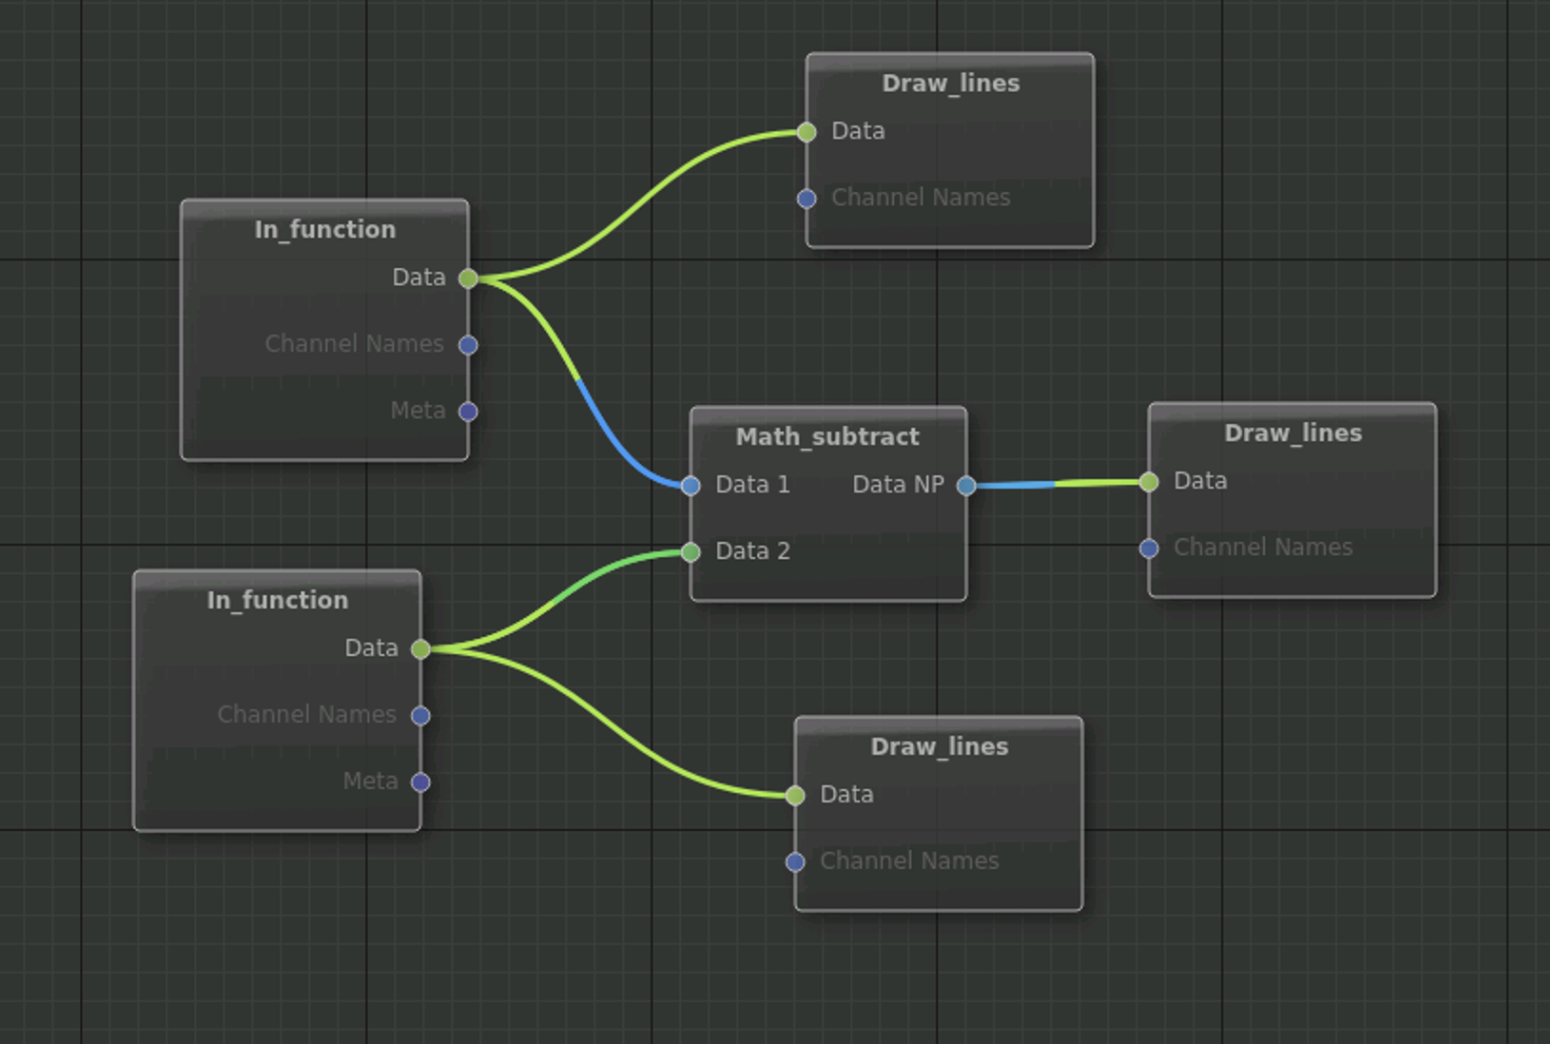 Draw_lines
Data
Channel Names
In_function
Data
Channel Names
Meta
Math_subtract
Data 1 Data NP
Data 2
Draw_lines
Data
Channel Names
In_function
Data
Channel Names
Meta
Draw_lines
Data
Channel Names